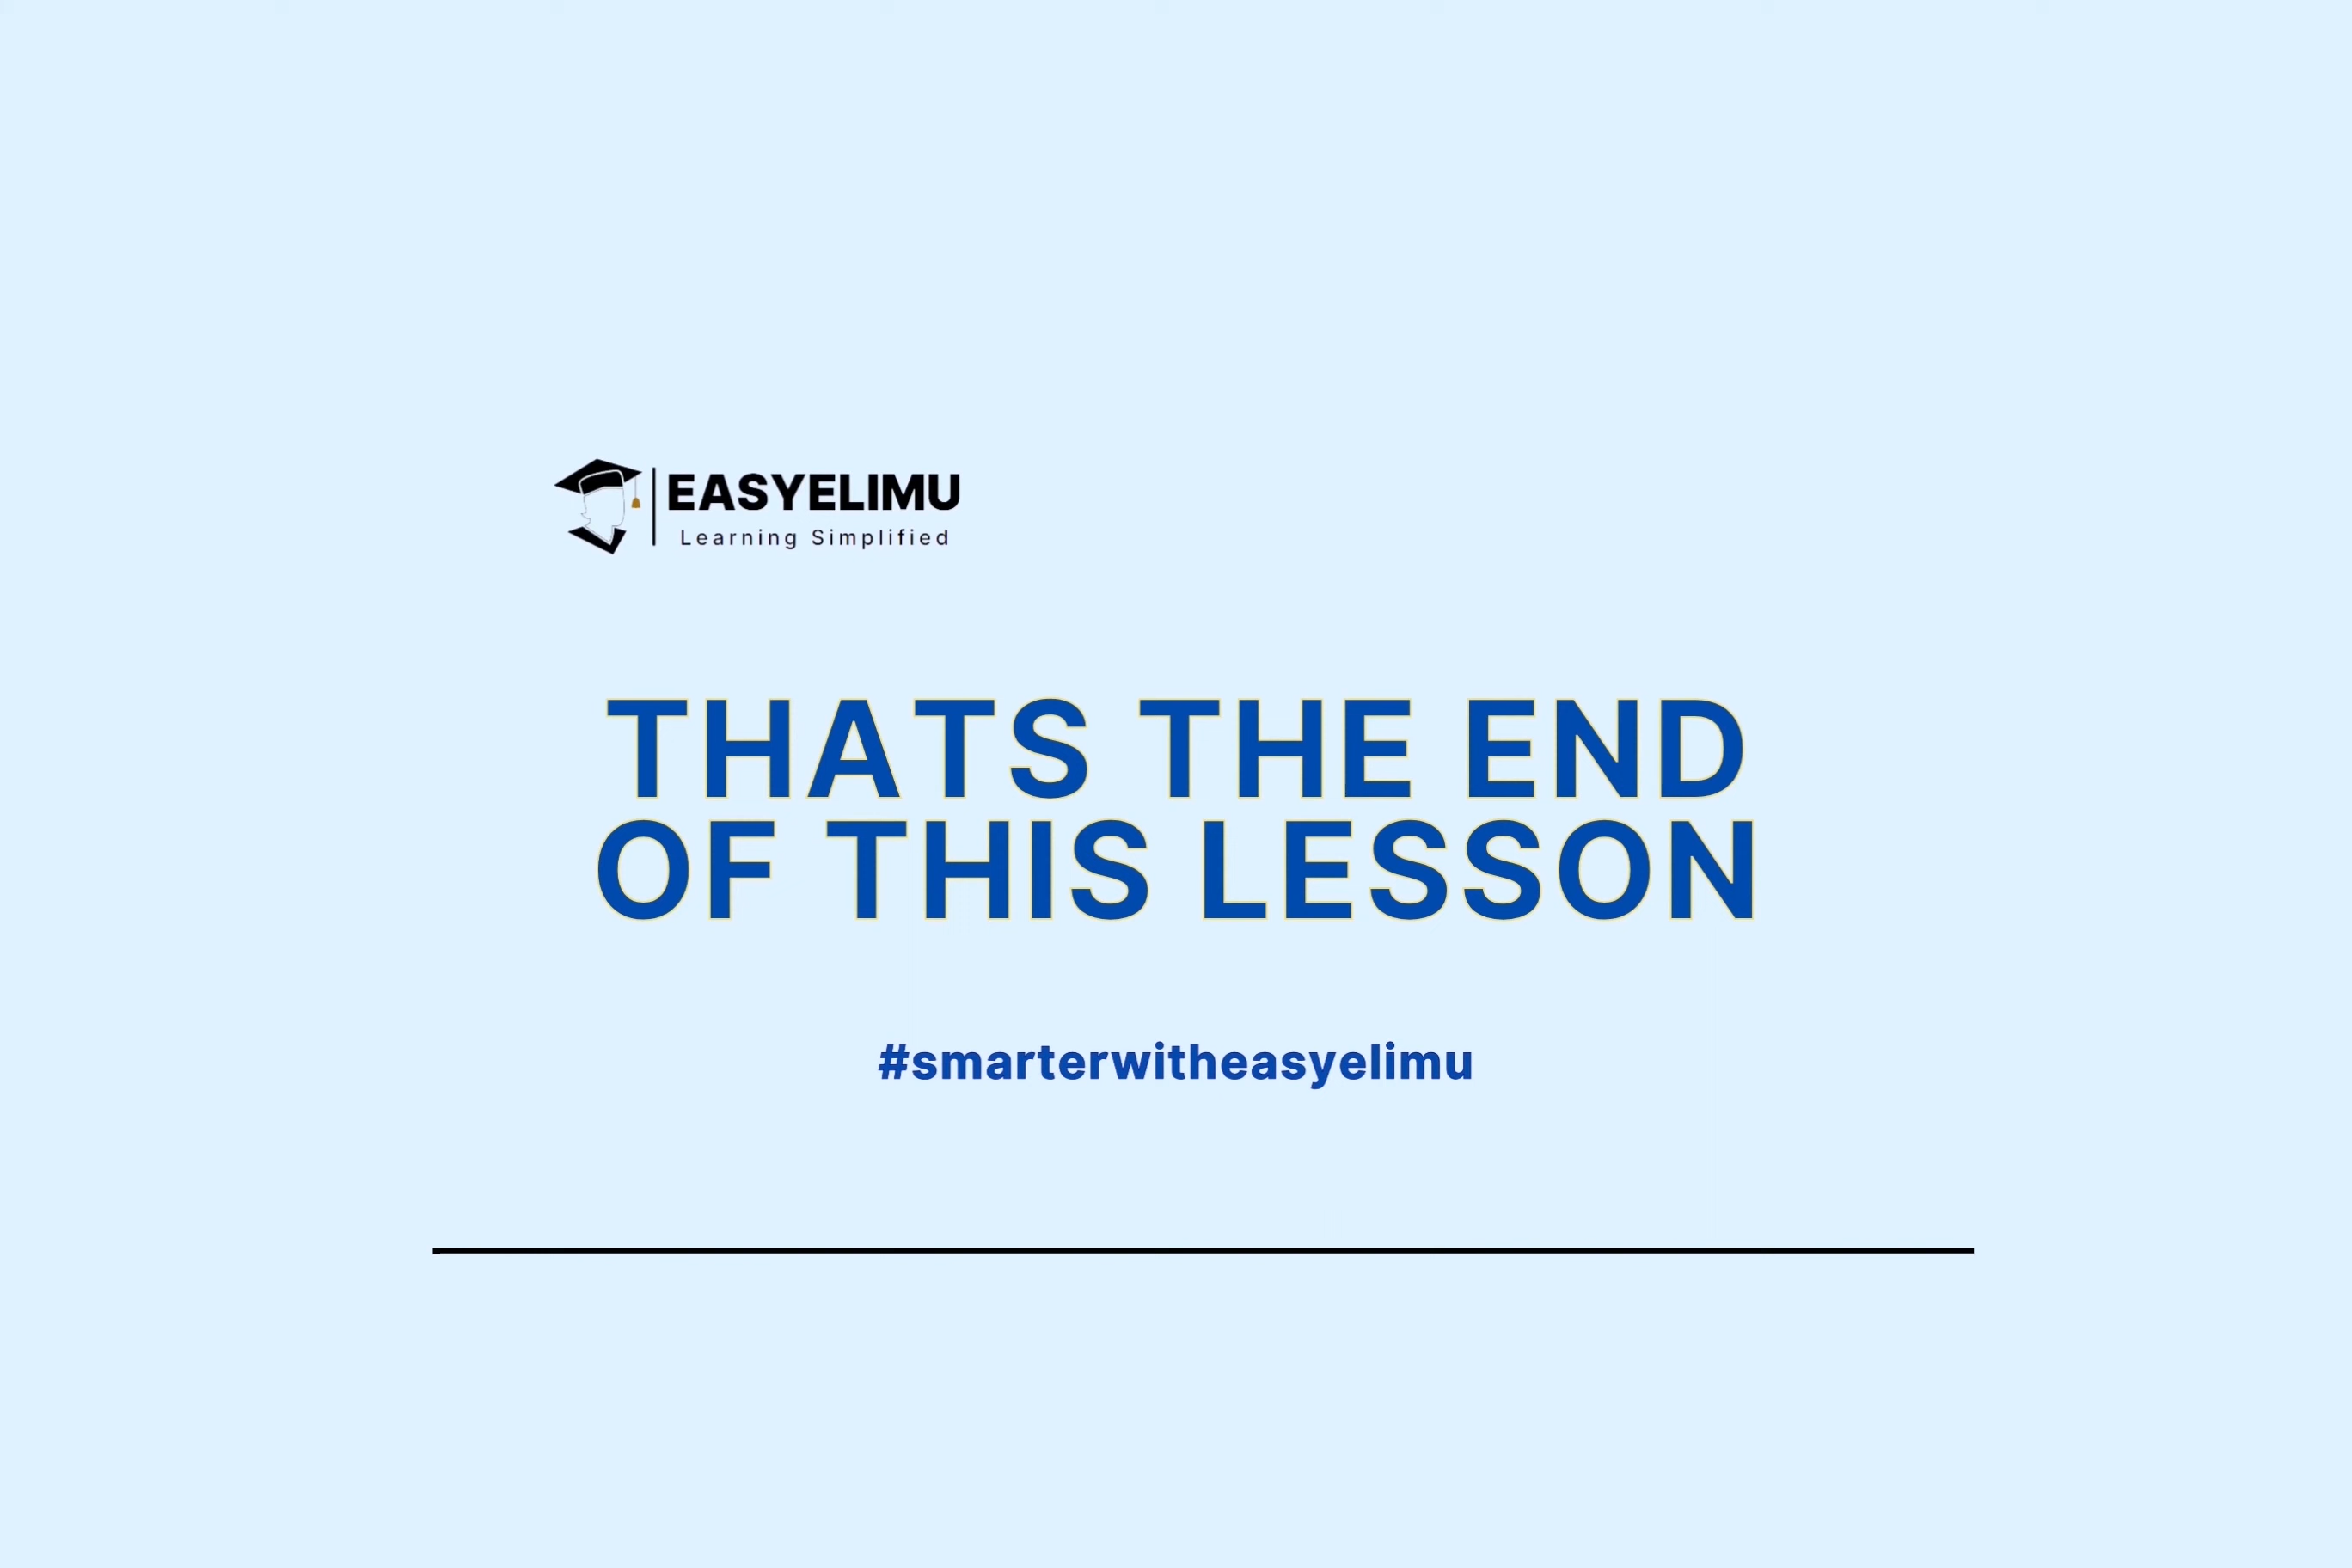 EASYELIMU
Learning Simplified
THATS THE END
OF THIS LESSON
#smarterwitheasyelimu